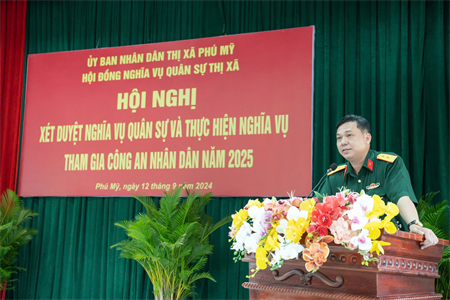 ỦY BAN NHÂN DÂN THỊ XÃ PHÚ MỸ
HỘI ĐỒNG NGHĨA VỤ QUÂN SỰ THỊ XÃ
HỘI NGHỊ
XÉT DUYỆT NGHĨA VỤ QUÂN SỰ VÀ THỰC HIỆN NGHĨA VỤ
THAM GIA CÔNG AN NHÂN DÂN NĂM 2025
Phú Mỹ, ngày 12 tháng 9 năm 2024